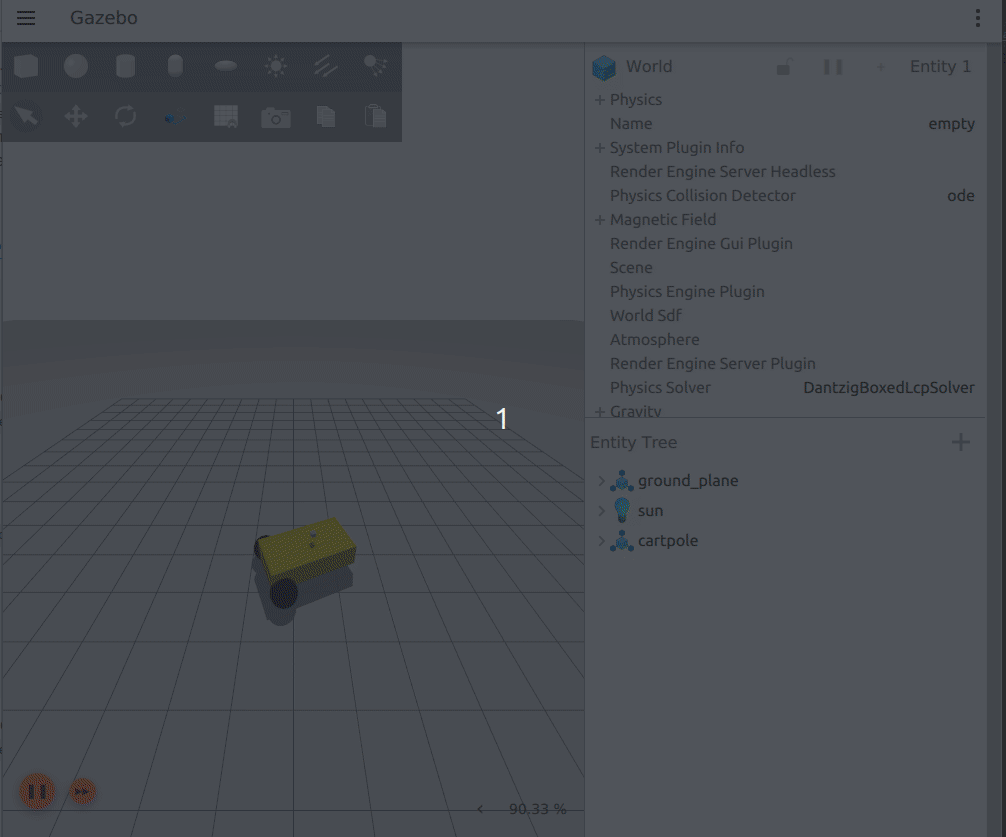 Gazebo
World
Entity 1
Physics
Name empty
System Plugin Info
Render Engine Server Headless
Physics Collision Detector ode
Magnetic Field
Render Engine Gui Plugin
Scene
Physics Engine Plugin
World Sdf
Atmosphere
Render Engine Server Plugin
Physics Solver DantzigBoxedLcpSolver
Gravity
1
Entity Tree
ground_plane
sun
cartpole
90.33 %